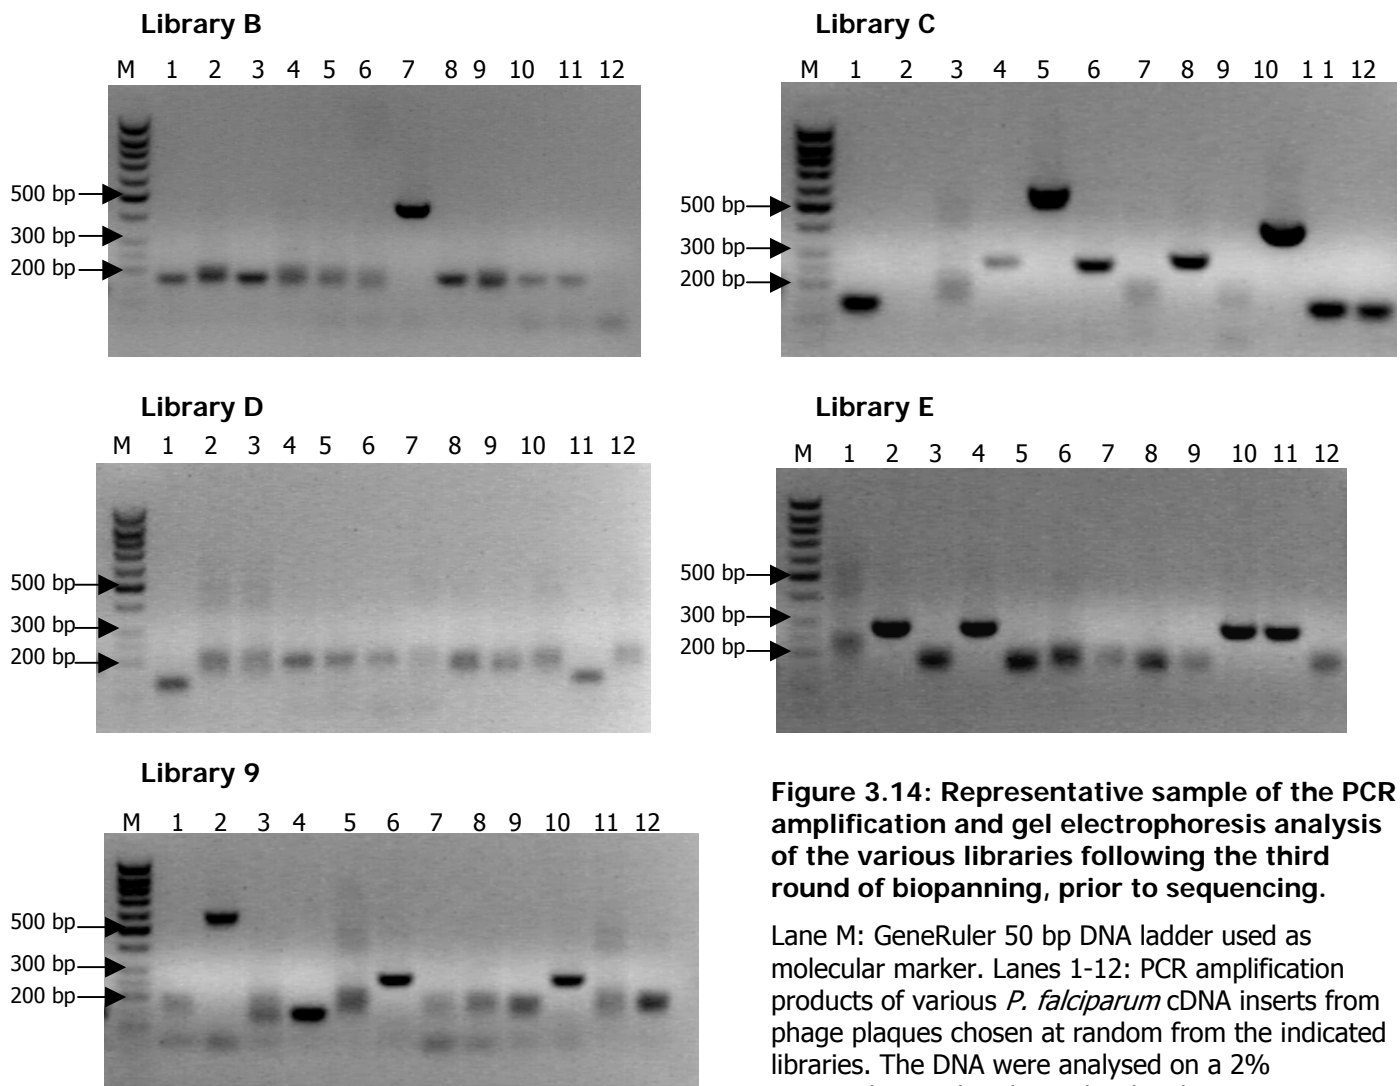 Library B
M 1 2 3 4 5 6 7 8 9 10 11 12
500 bp
300 bp
200 bp
Library C
M 1 2 3 4 5 6 7 8 9 10 1 1 12
500 bp
300 bp
200 bp
Library D
M 1 2 3 4 5 6 7 8 9 10 11 12
500 bp
300 bp
200 bp
Library E
M 1 2 3 4 5 6 7 8 9 10 11 12
500 bp
300 bp
200 bp
Library 9
M 1 2 3 4 5 6 7 8 9 10 11 12
500 bp
300 bp
200 bp
Figure 3.14: Representative sample of the PCR
amplification and gel electrophoresis analysis
of the various libraries following the third
round of biopanning, prior to sequencing.
Lane M: GeneRuler 50 bp DNA ladder used as
molecular marker. Lanes 1-12: PCR amplification
products of various P. falciparum cDNA inserts from
phage plaques chosen at random from the indicated
libraries. The DNA were analysed on a 2%